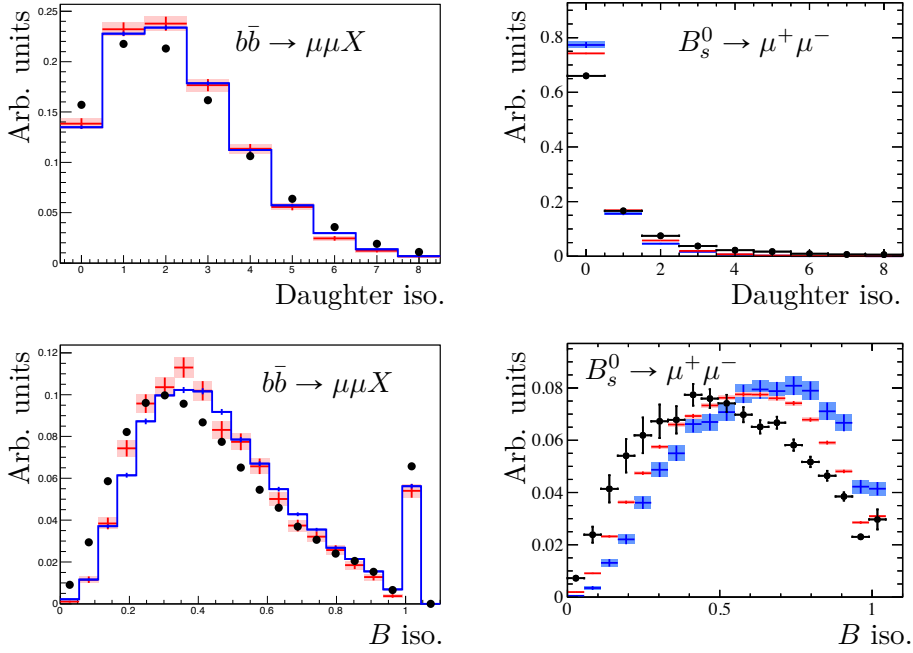 Arb. units
0.25
0.2
0.15
0.1
0.05
0
bb̄ → μμX
0 1 2 3 4 5 6 7 8
Daughter iso.
Arb. units
0.8
0.6
0.4
0.2
0.0
B⁰ₛ → μ⁺μ⁻
0 2 4 6 8
Daughter iso.
Arb. units
0.12
0.1
0.08
0.06
0.04
0.02
0
bb̄ → μμX
0 0.2 0.4 0.6 0.8 1
B iso.
Arb. units
0.08
0.06
0.04
0.02
0.00
B⁰ₛ → μ⁺μ⁻
0 0.5 1
B iso.